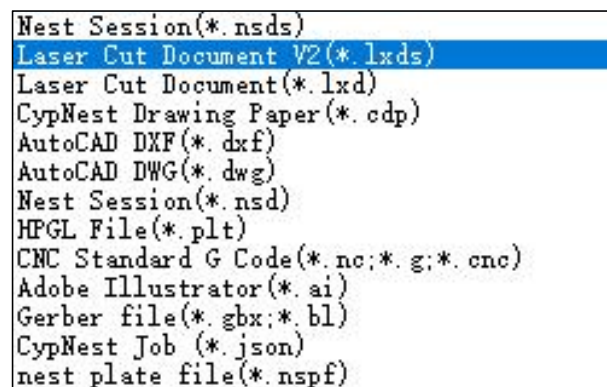 Nest Session(*.nsds)
Laser Cut Document V2(*.lxds)
Laser Cut Document(*.lxd)
CypNest Drawing Paper(*.cdp)
AutoCAD DXF(*.dxf)
AutoCAD DWG(*.dwg)
Nest Session(*.nsd)
HPGL File(*.plt)
CNC Standard G Code(*.nc;*.g;*.cnc)
Adobe Illustrator(*.ai)
Gerber file(*.gbx;*.bl)
CypNest Job (*.json)
nest plate file(*.nspf)